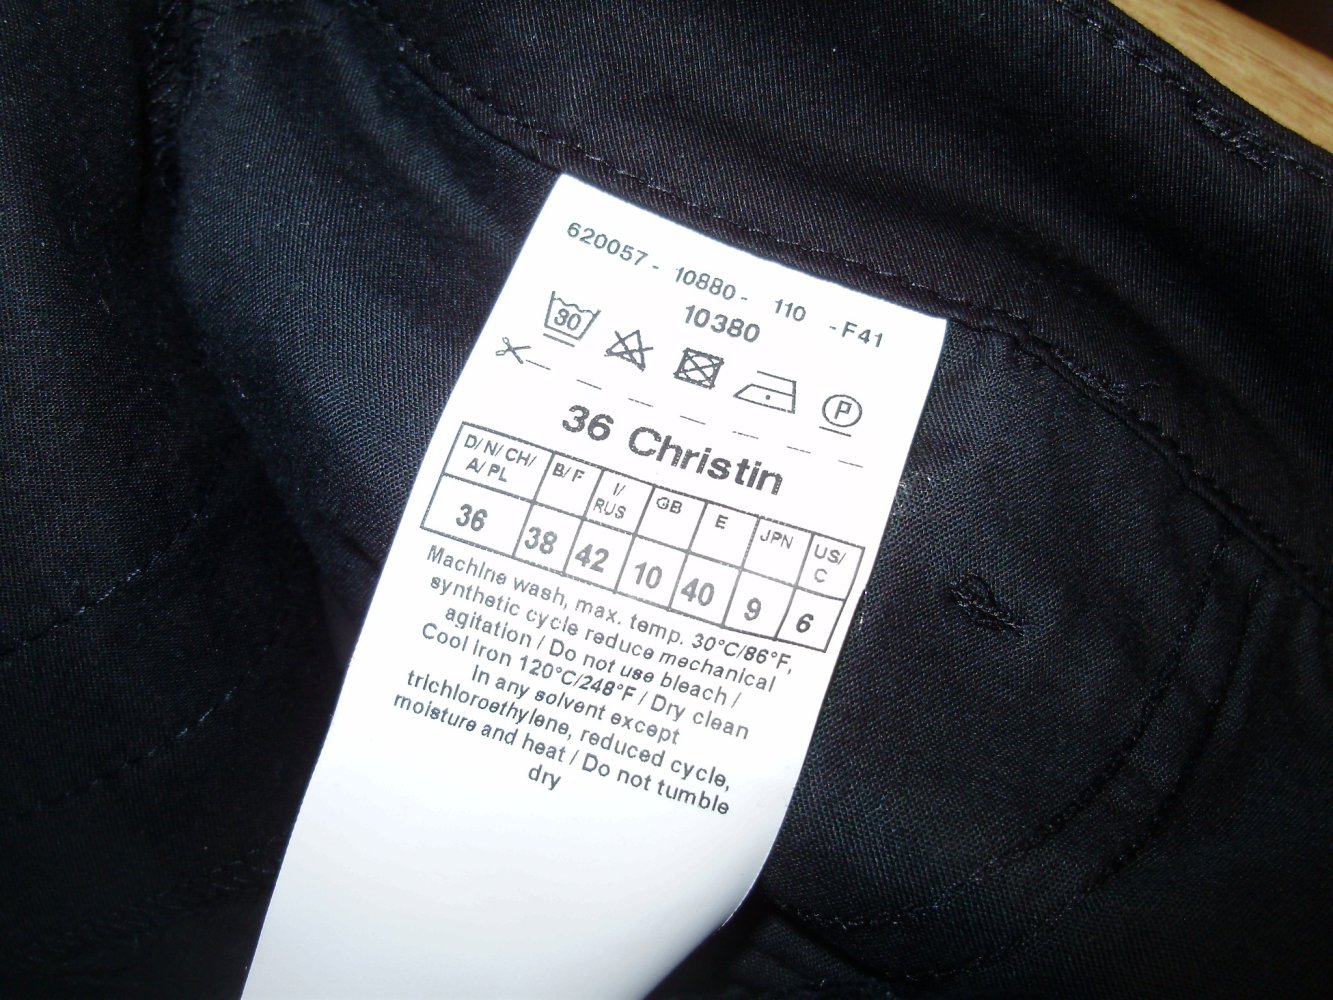 620057 - 10880 - 110 - F41
10380
30 P
36 Christin
D/ N/ CH/ A/ PL B/ F I/ RUS GB E JPN US/ C
36 38 42 10 40 9 6
Machine wash, max. temp. 30°C/86°F,
synthetic cycle reduce mechanical
agitation / Do not use bleach /
Cool iron 120°C/248°F / Dry clean
In any solvent except
trichloroethylene, reduced cycle,
moisture and heat / Do not tumble
dry